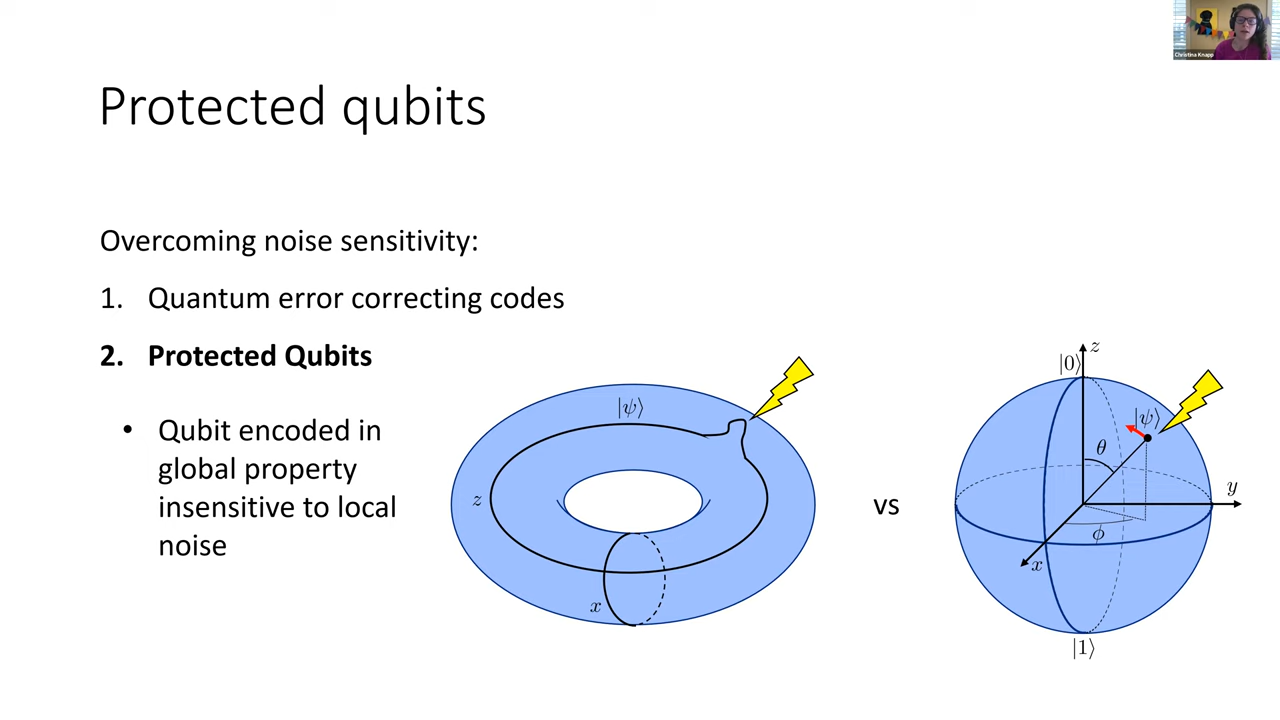 Christina Knapp
Protected qubits
Overcoming noise sensitivity:
1. Quantum error correcting codes
2. Protected Qubits
• Qubit encoded in
global property
insensitive to local
noise
|ψ⟩
z
x
vs
z
|0⟩
|ψ⟩
θ
y
ϕ
x
|1⟩